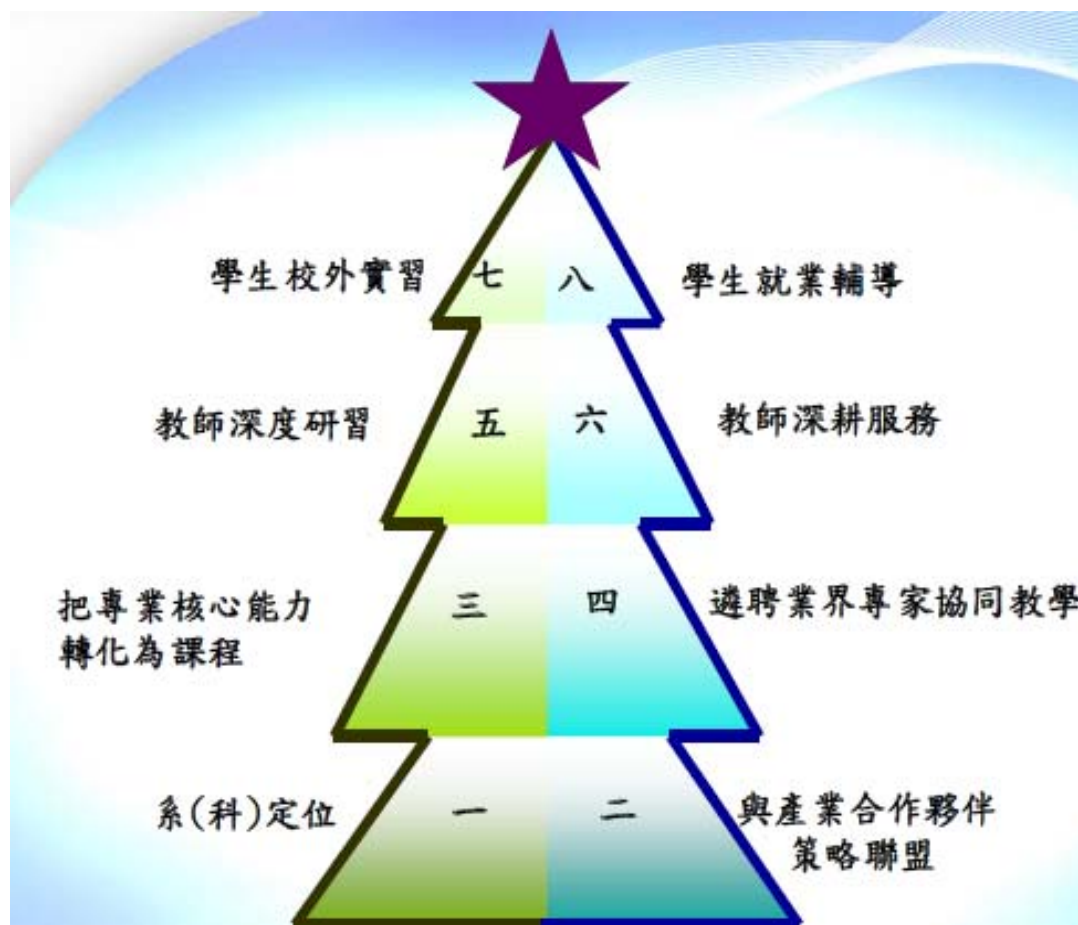 學生校外實習 七 八 學生就業輔導
教師深度研習 五 六 教師深耕服務
把專業核心能力
轉化為課程
三 四
遴聘業界專家協同教學
系(科)定位 一 二
與產業合作夥伴
策略聯盟